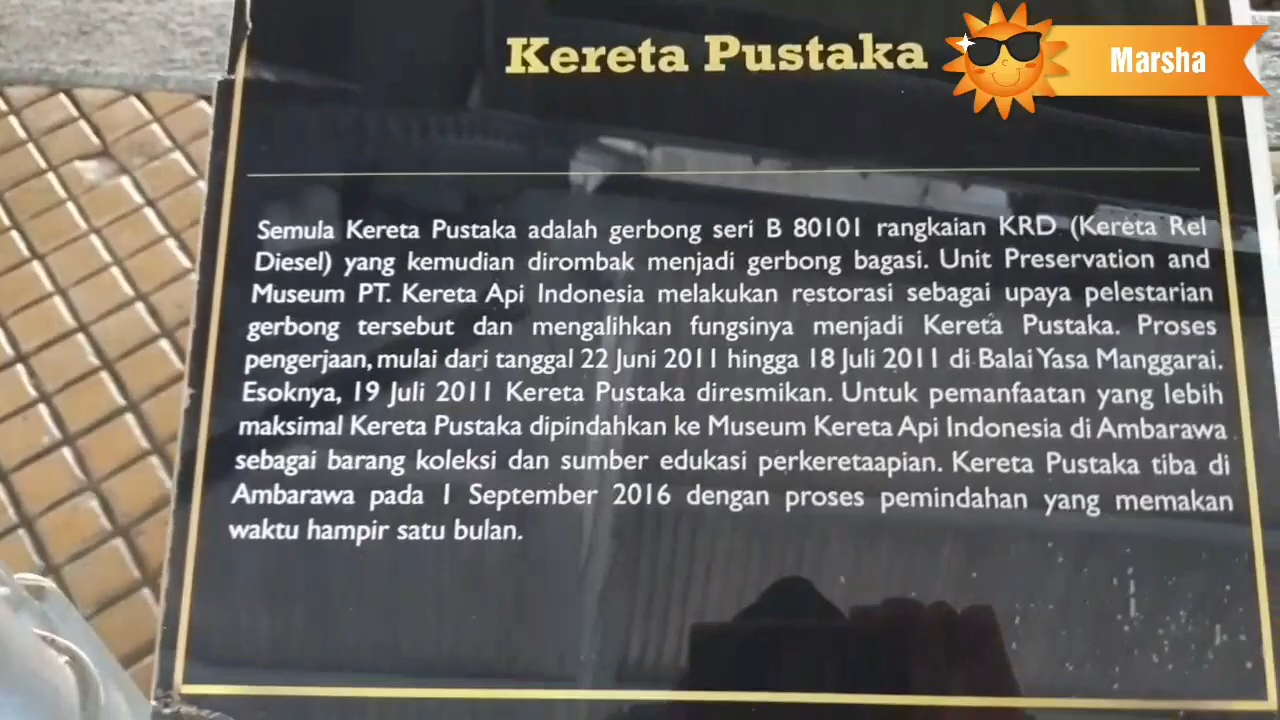 Kereta Pustaka
Marsha
Semula Kereta Pustaka adalah gerbong seri B 80101 rangkaian KRD (Kereta Rel
Diesel) yang kemudian dirombak menjadi gerbong bagasi. Unit Preservation and
Museum PT. Kereta Api Indonesia melakukan restorasi sebagai upaya pelestarian
gerbong tersebut dan mengalihkan fungsinya menjadi Kereta Pustaka. Proses
pengerjaan, mulai dari tanggal 22 Juni 2011 hingga 18 Juli 2011 di Balai Yasa Manggarai.
Esoknya, 19 Juli 2011 Kereta Pustaka diresmikan. Untuk pemanfaatan yang lebih
maksimal Kereta Pustaka dipindahkan ke Museum Kereta Api Indonesia di Ambarawa
sebagai barang koleksi dan sumber edukasi perkeretaapian. Kereta Pustaka tiba di
Ambarawa pada 1 September 2016 dengan proses pemindahan yang memakan
waktu hampir satu bulan.